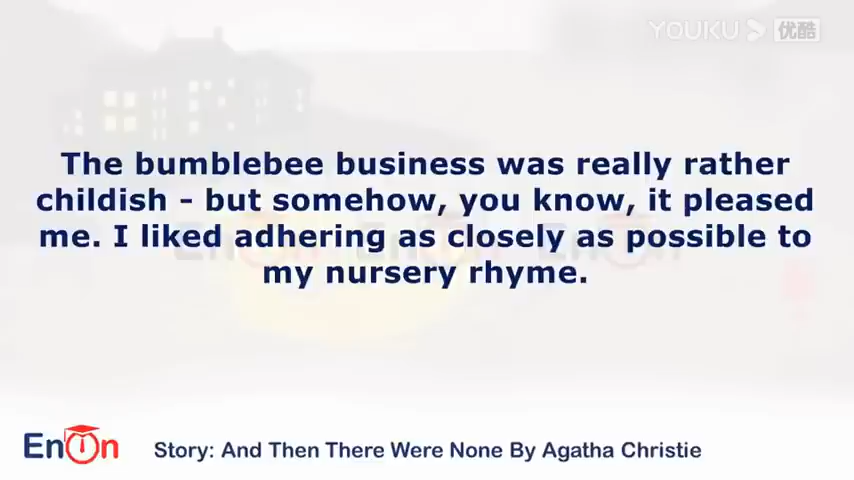 YOUKU 优酷
The bumblebee business was really rather
childish - but somehow, you know, it pleased
me. I liked adhering as closely as possible to
my nursery rhyme.
EnOn
Story: And Then There Were None By Agatha Christie